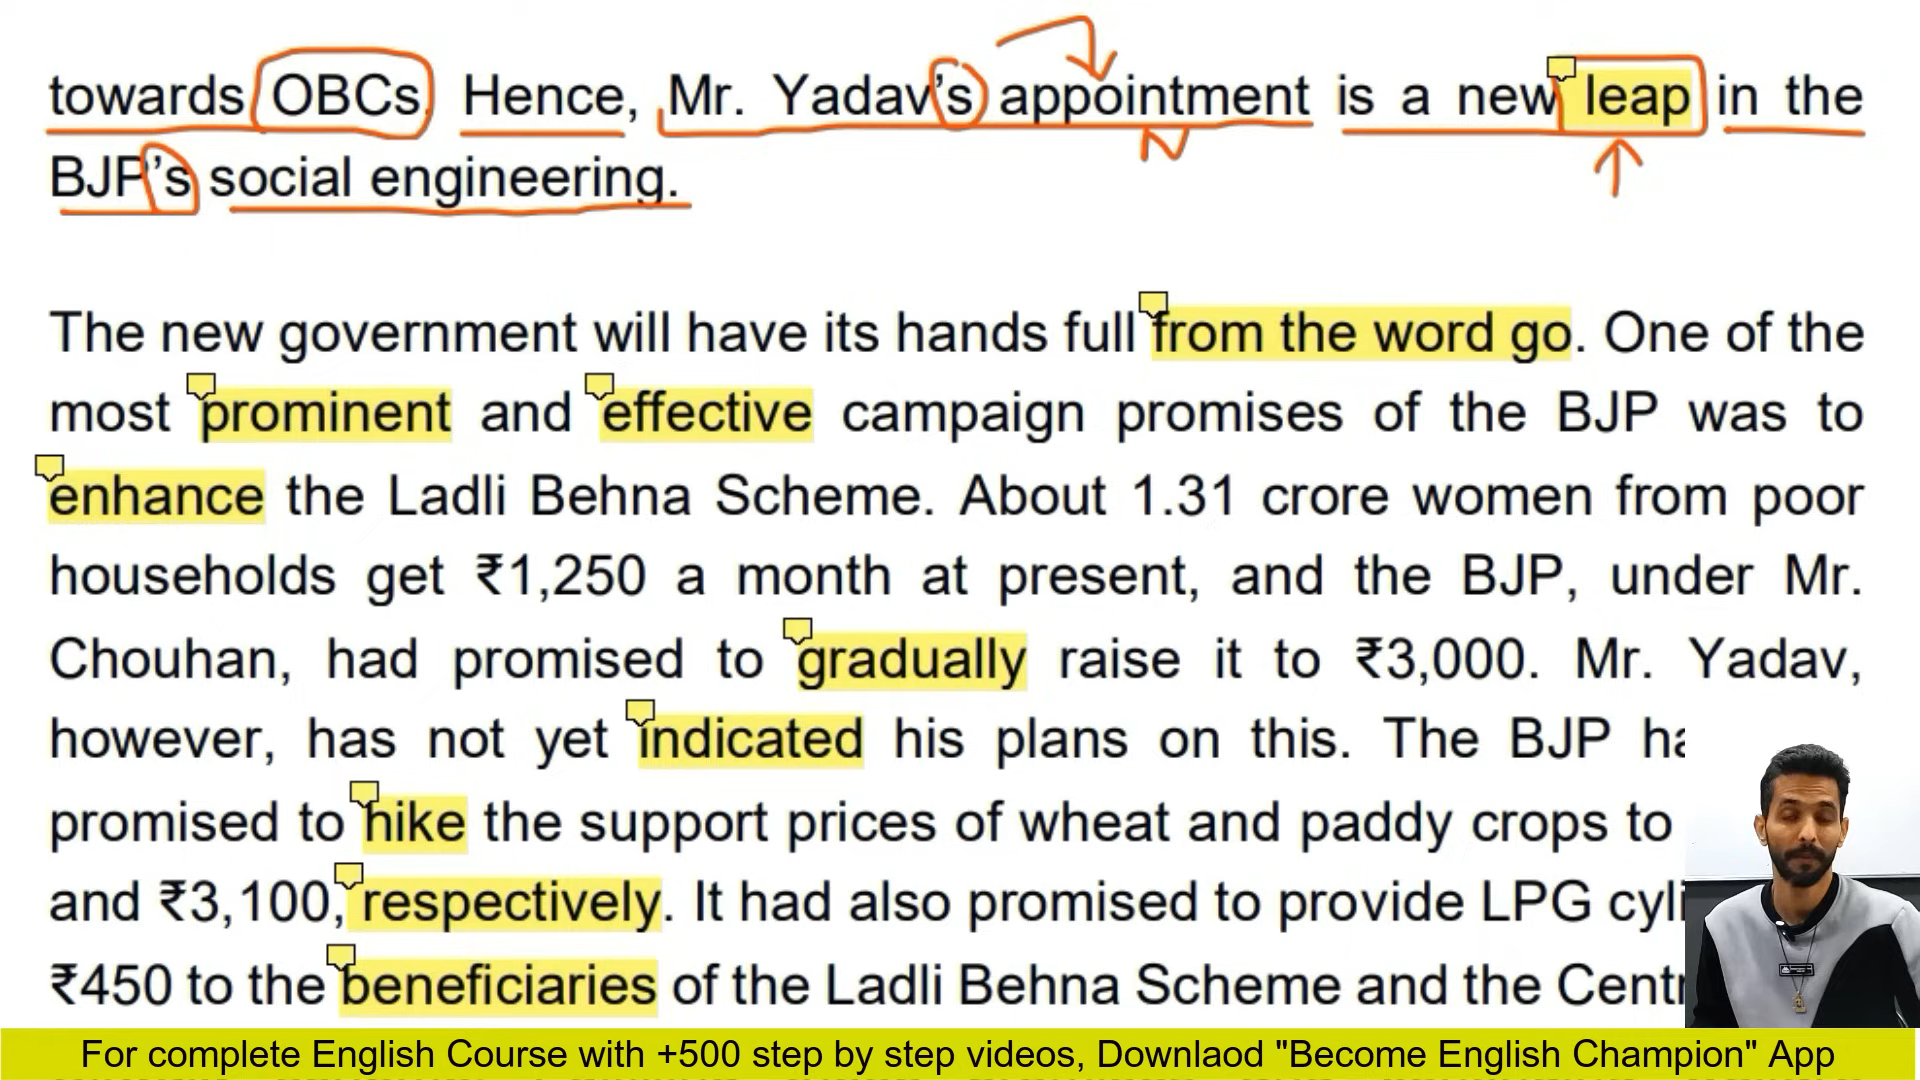 towards OBCs. Hence, Mr. Yadav's appointment is a new leap in the
BJP's social engineering.
N
The new government will have its hands full from the word go. One of the
most prominent and effective campaign promises of the BJP was to
enhance the Ladli Behna Scheme. About 1.31 crore women from poor
households get ₹1,250 a month at present, and the BJP, under Mr.
Chouhan, had promised to gradually raise it to ₹3,000. Mr. Yadav,
however, has not yet indicated his plans on this. The BJP
promised to hike the support prices of wheat and paddy crops to
and ₹3,100, respectively. It had also promised to provide LPG
₹450 to the beneficiaries of the Ladli Behna Scheme and the
For complete English Course with +500 step by step videos, Downlaod "Become English Champion" App